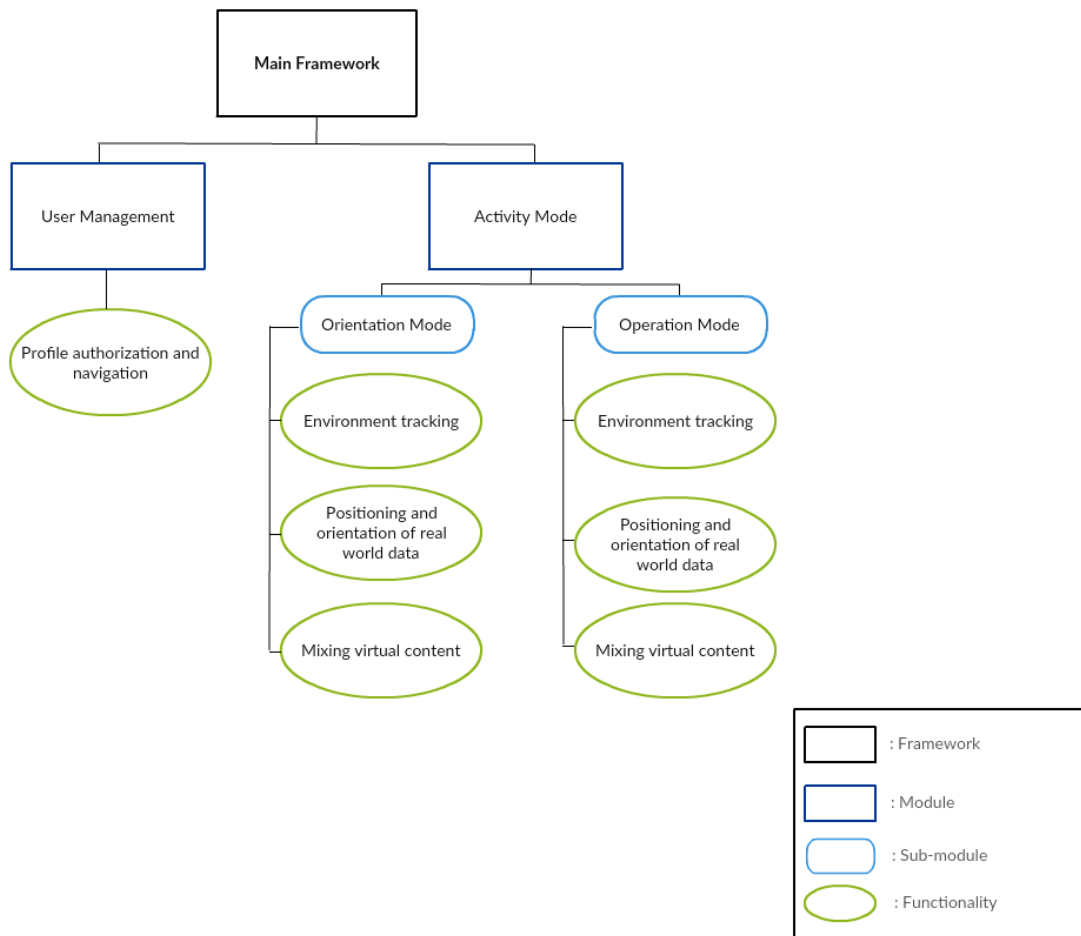 Main Framework
User Management
Activity Mode
Profile authorization and
navigation
Orientation Mode
Environment tracking
Positioning and
orientation of real
world data
Mixing virtual content
Operation Mode
Environment tracking
Positioning and
orientation of real
world data
Mixing virtual content
: Framework
: Module
: Sub-module
: Functionality